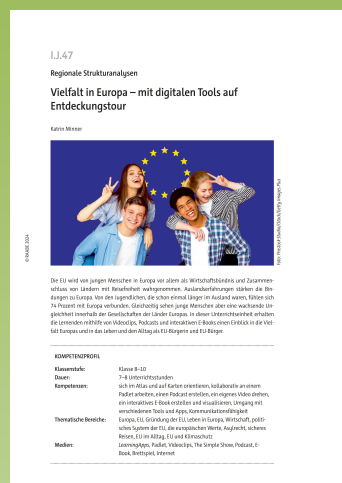 I.J.47
Regionale Strukturanalysen
Vielfalt in Europa – mit digitalen Tools auf
Entdeckungstour
Katrin Minner
© RAABE 2024
Foto: Prostock-Studio/iStock/Getty Images Plus
Die EU wird von jungen Menschen in Europa vor allem als Wirtschaftsbündnis und Zusammen-
schluss von Ländern mit Reisefreiheit wahrgenommen. Auslandserfahrungen stärken die Bin-
dungen zu Europa. Von den Jugendlichen, die schon einmal länger im Ausland waren, fühlen sich
74 Prozent mit Europa verbunden. Gleichzeitig sehen junge Menschen aber eine wachsende Un-
gleichheit innerhalb der Gesellschaften der Länder Europas. In dieser Unterrichtseinheit erhalten
die Lernenden mithilfe von Videoclips, Podcasts und interaktiven E-Books einen Einblick in die Viel-
falt Europas und in das Leben und den Alltag als EU-Bürgerin und EU-Bürger.
KOMPETENZPROFIL
Klassenstufe: Klasse 8–10
Dauer: 7–8 Unterrichtsstunden
Kompetenzen: sich im Atlas und auf Karten orientieren, kollaborativ an einem
Padlet arbeiten, einen Podcast erstellen, ein eigenes Video drehen,
ein interaktives E-Book erstellen und visualisieren, Umgang mit
verschiedenen Tools und Apps, Kommunikationsfähigkeit
Thematische Bereiche: Europa, EU, Gründung der EU, Leben in Europa, Wirtschaft, politi-
sches System der EU, die europäischen Werte, Asylrecht, sicheres
Reisen, EU im Alltag, EU und Klimaschutz
Medien: LearningApps, Padlet, Videoclips, The Simple Show, Podcast, E-
Book, Brettspiel, Internet